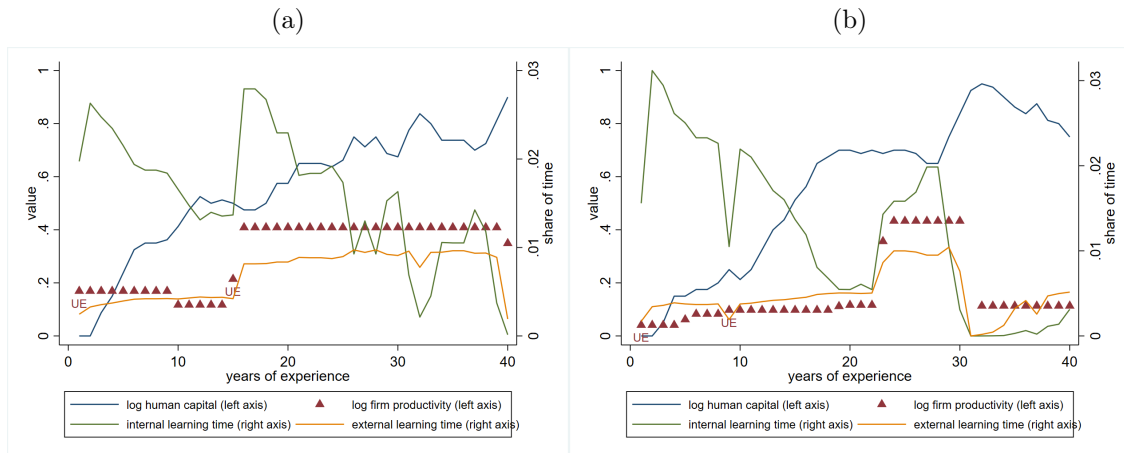 (a)
(b)
value
0
.2
.4
.6
.8
1
share of time
0
.01
.02
.03
UE
UE
0
10
20
30
40
years of experience
log human capital (left axis)
log firm productivity (left axis)
internal learning time (right axis)
external learning time (right axis)
value
0
.2
.4
.6
.8
1
share of time
0
.01
.02
.03
UE
UE
0
10
20
30
40
years of experience
log human capital (left axis)
log firm productivity (left axis)
internal learning time (right axis)
external learning time (right axis)